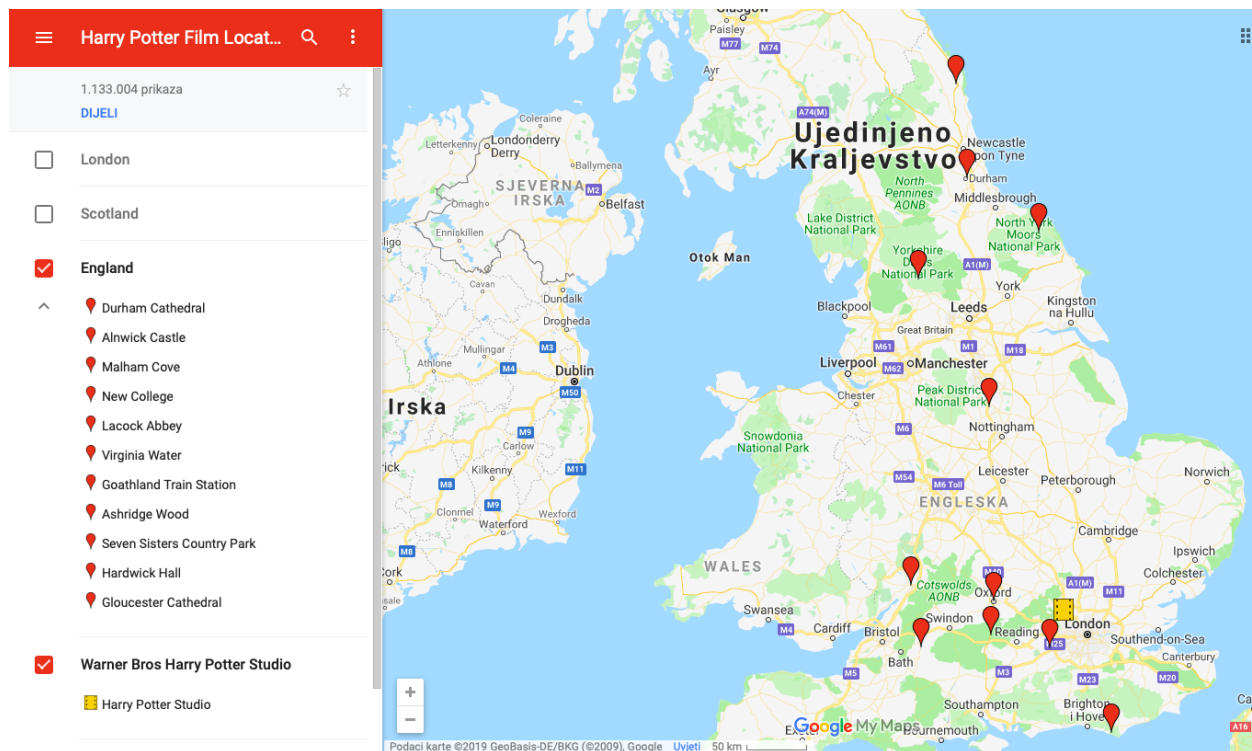 Harry Potter Film Locat...
1.133.004 prikaza
DIJELI
London
Scotland
England
Durham Cathedral
Alnwick Castle
Malham Cove
New College
Lacock Abbey
Virginia Water
Goathland Train Station
Ashridge Wood
Seven Sisters Country Park
Hardwick Hall
Gloucester Cathedral
Warner Bros Harry Potter Studio
Harry Potter Studio
Glasgow
Paisley
M77
M74
Ayr
A74(M)
Coleraine
Letterkenny
Londonderry
Derry
Ballymena
SJEVERNA
IRSKA
M2
Omagh
Belfast
Enniskillen
Ujedinjeno
Kraljevstvo
Newcastle
upon Tyne
Durham
North
Pennines
AONB
Middlesbrough
Lake District
National Park
North York
Moors
National Park
Otok Man
Yorkshire
National Park
A1(M)
Cavan
Dundalk
Blackpool
York
Leeds
Kingston
na Hullu
Drogheda
Great Britain
Mullingar
M3
M61
M1
M18
Athlone
M4
Dublin
Liverpool
M62
Manchester
M50
Chester
Peak District
National Park
Irska
M6
Nottingham
M9
Carlow
Snowdonia
National Park
Kilkenny
M11
M8
M54
M6 Toll
Leicester
Peterborough
Norwich
ENGLESKA
M9
Clonmel
Wexford
Waterford
Cambridge
M8
Ipswich
WALES
M40
Colchester
Cotswolds
AONB
Oxford
A1(M)
M11
Swansea
M4
Cardiff
Bristol
Swindon
Reading
London
M25
Southend-on-Sea
Bath
Canterbury
M5
M3
M23
M20
Southampton
Brighton
i Hove
A16
Google My Maps
Bournemouth
+
−
Podaci karte ©2019 GeoBasis-DE/BKG (©2009), Google Uvjeti 50 km